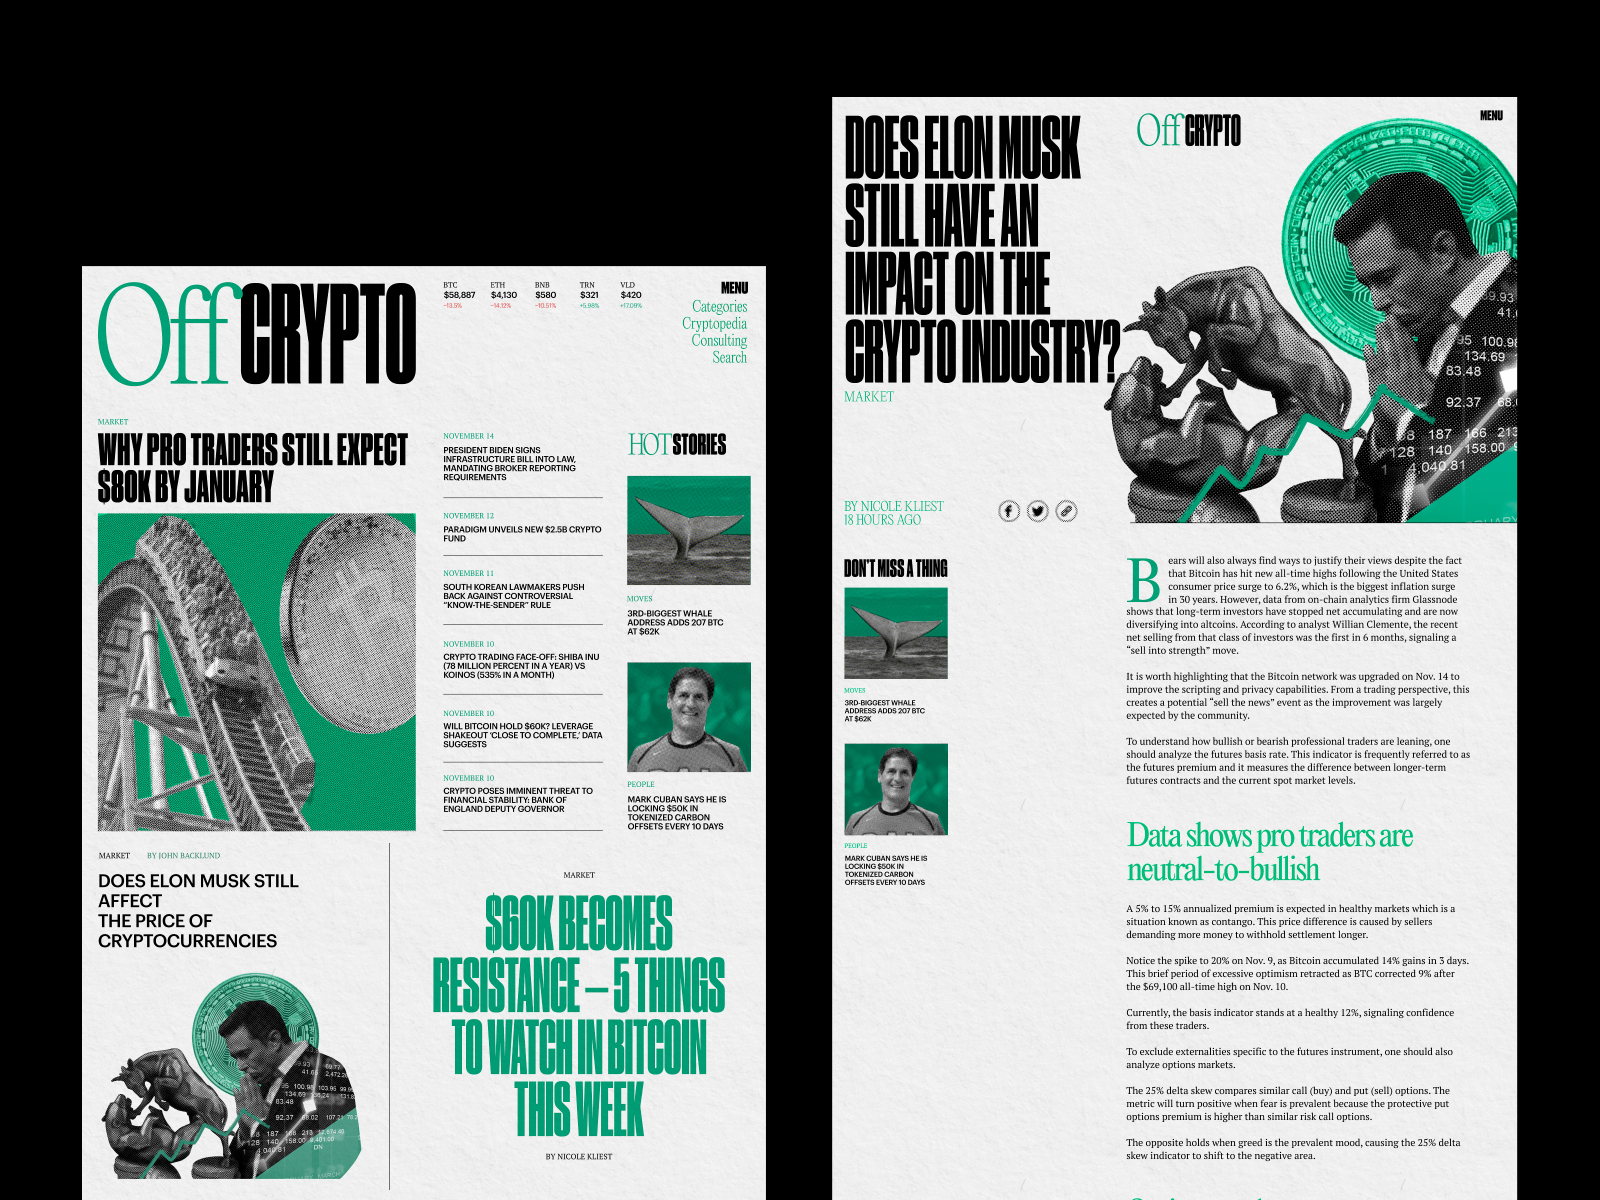 Off CRYPTO
BTC
$58,887
-13.5%
ETH
$4,130
-14.12%
BNB
$580
-10.51%
TRN
$321
+5.98%
VLD
$420
+17.09%
MENU
Categories
Cryptopedia
Consulting
Search
MARKET
WHY PRO TRADERS STILL EXPECT
$80K BY JANUARY
NOVEMBER 14
PRESIDENT BIDEN SIGNS
INFRASTRUCTURE BILL INTO LAW,
MANDATING BROKER REPORTING
REQUIREMENTS
NOVEMBER 12
PARADIGM UNVEILS NEW $2.5B CRYPTO
FUND
NOVEMBER 11
SOUTH KOREAN LAWMAKERS PUSH
BACK AGAINST CONTROVERSIAL
“KNOW-THE-SENDER” RULE
NOVEMBER 10
CRYPTO TRADING FACE-OFF: SHIBA INU
(78 MILLION PERCENT IN A YEAR) VS
KOINOS (535% IN A MONTH)
NOVEMBER 10
WILL BITCOIN HOLD $60K? LEVERAGE
SHAKEOUT ‘CLOSE TO COMPLETE,’ DATA
SUGGESTS
NOVEMBER 10
CRYPTO POSES IMMINENT THREAT TO
FINANCIAL STABILITY: BANK OF
ENGLAND DEPUTY GOVERNOR
HOT STORIES
MOVES
3RD-BIGGEST WHALE
ADDRESS ADDS 207 BTC
AT $62K
PEOPLE
MARK CUBAN SAYS HE IS
LOCKING $50K IN
TOKENIZED CARBON
OFFSETS EVERY 10 DAYS
MARKET BY JOHN BACKLUND
DOES ELON MUSK STILL
AFFECT
THE PRICE OF
CRYPTOCURRENCIES
MARKET
$60K BECOMES
RESISTANCE — 5 THINGS
TO WATCH IN BITCOIN
THIS WEEK
BY NICOLE KLIEST
DOES ELON MUSK
STILL HAVE AN
IMPACT ON THE
CRYPTO INDUSTRY?
MARKET
Off CRYPTO
MENU
41.
95 100.98
134.69
83.48
92.37 68.0
187 166 213
128 140 158.00
4,040.81
BY NICOLE KLIEST
18 HOURS AGO
DON'T MISS A THING
MOVES
3RD-BIGGEST WHALE
ADDRESS ADDS 207 BTC
AT $62K
PEOPLE
MARK CUBAN SAYS HE IS
LOCKING $50K IN
TOKENIZED CARBON
OFFSETS EVERY 10 DAYS
Bears will also always find ways to justify their views despite the fact
that Bitcoin has hit new all-time highs following the United States
consumer price surge to 6.2%, which is the biggest inflation surge
in 30 years. However, data from on-chain analytics firm Glassnode
shows that long-term investors have stopped net accumulating and are now
diversifying into altcoins. According to analyst Willian Clemente, the recent
net selling from that class of investors was the first in 6 months, signaling a
“sell into strength” move.
It is worth highlighting that the Bitcoin network was upgraded on Nov. 14 to
improve the scripting and privacy capabilities. From a trading perspective, this
creates a potential “sell the news” event as the improvement was largely
expected by the community.
To understand how bullish or bearish professional traders are leaning, one
should analyze the futures basis rate. This indicator is frequently referred to as
the futures premium and it measures the difference between longer-term
futures contracts and the current spot market levels.
Data shows pro traders are
neutral-to-bullish
A 5% to 15% annualized premium is expected in healthy markets which is a
situation known as contango. This price difference is caused by sellers
demanding more money to withhold settlement longer.
Notice the spike to 20% on Nov. 9, as Bitcoin accumulated 14% gains in 3 days.
This brief period of excessive optimism retracted as BTC corrected 9% after
the $69,100 all-time high on Nov. 10.
Currently, the basis indicator stands at a healthy 12%, signaling confidence
from these traders.
To exclude externalities specific to the futures instrument, one should also
analyze options markets.
The 25% delta skew compares similar call (buy) and put (sell) options. The
metric will turn positive when fear is prevalent because the protective put
options premium is higher than similar risk call options.
The opposite holds when greed is the prevalent mood, causing the 25% delta
skew indicator to shift to the negative area.